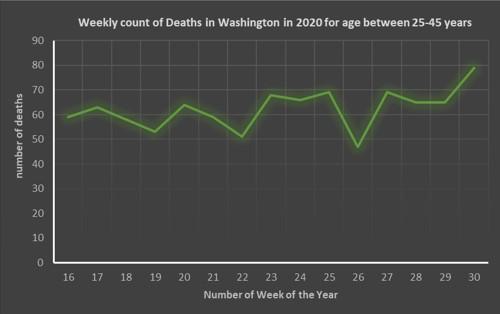 Weekly count of Deaths in Washington in 2020 for age between 25-45 years
90
80
70
60
50
40
30
20
10
0
number of deaths
16 17 18 19 20 21 22 23 24 25 26 27 28 29 30
Number of Week of the Year